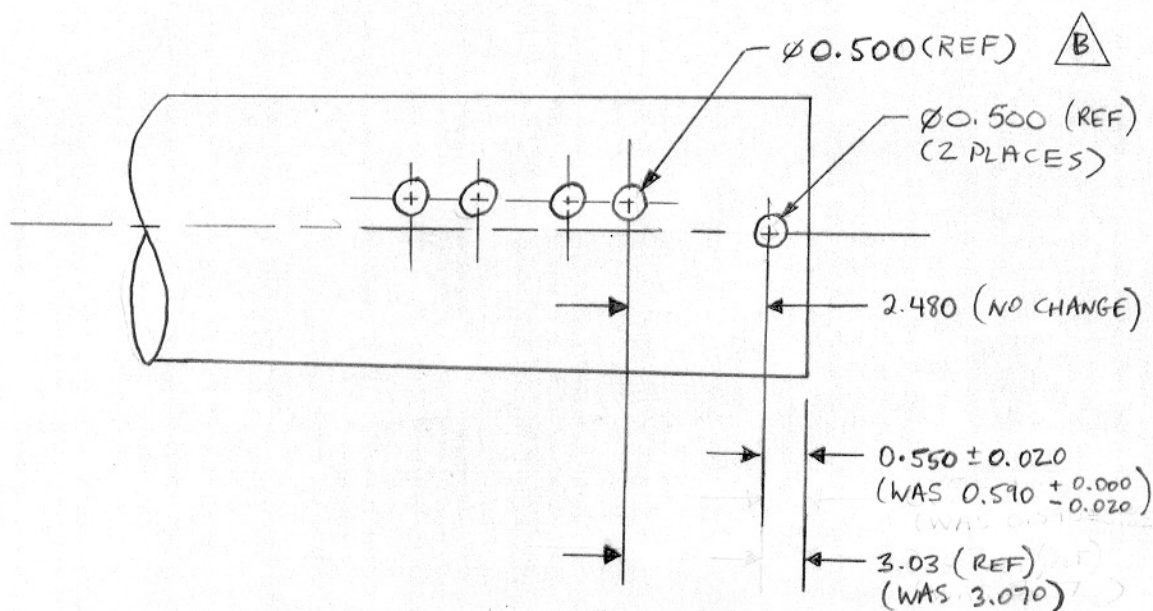 Ø0.500 (REF) B
Ø0.500 (REF)
(2 PLACES)
2.480 (NO CHANGE)
0.550 ± 0.020
(WAS 0.590 + 0.000 - 0.020)
3.03 (REF)
(WAS 3.070)